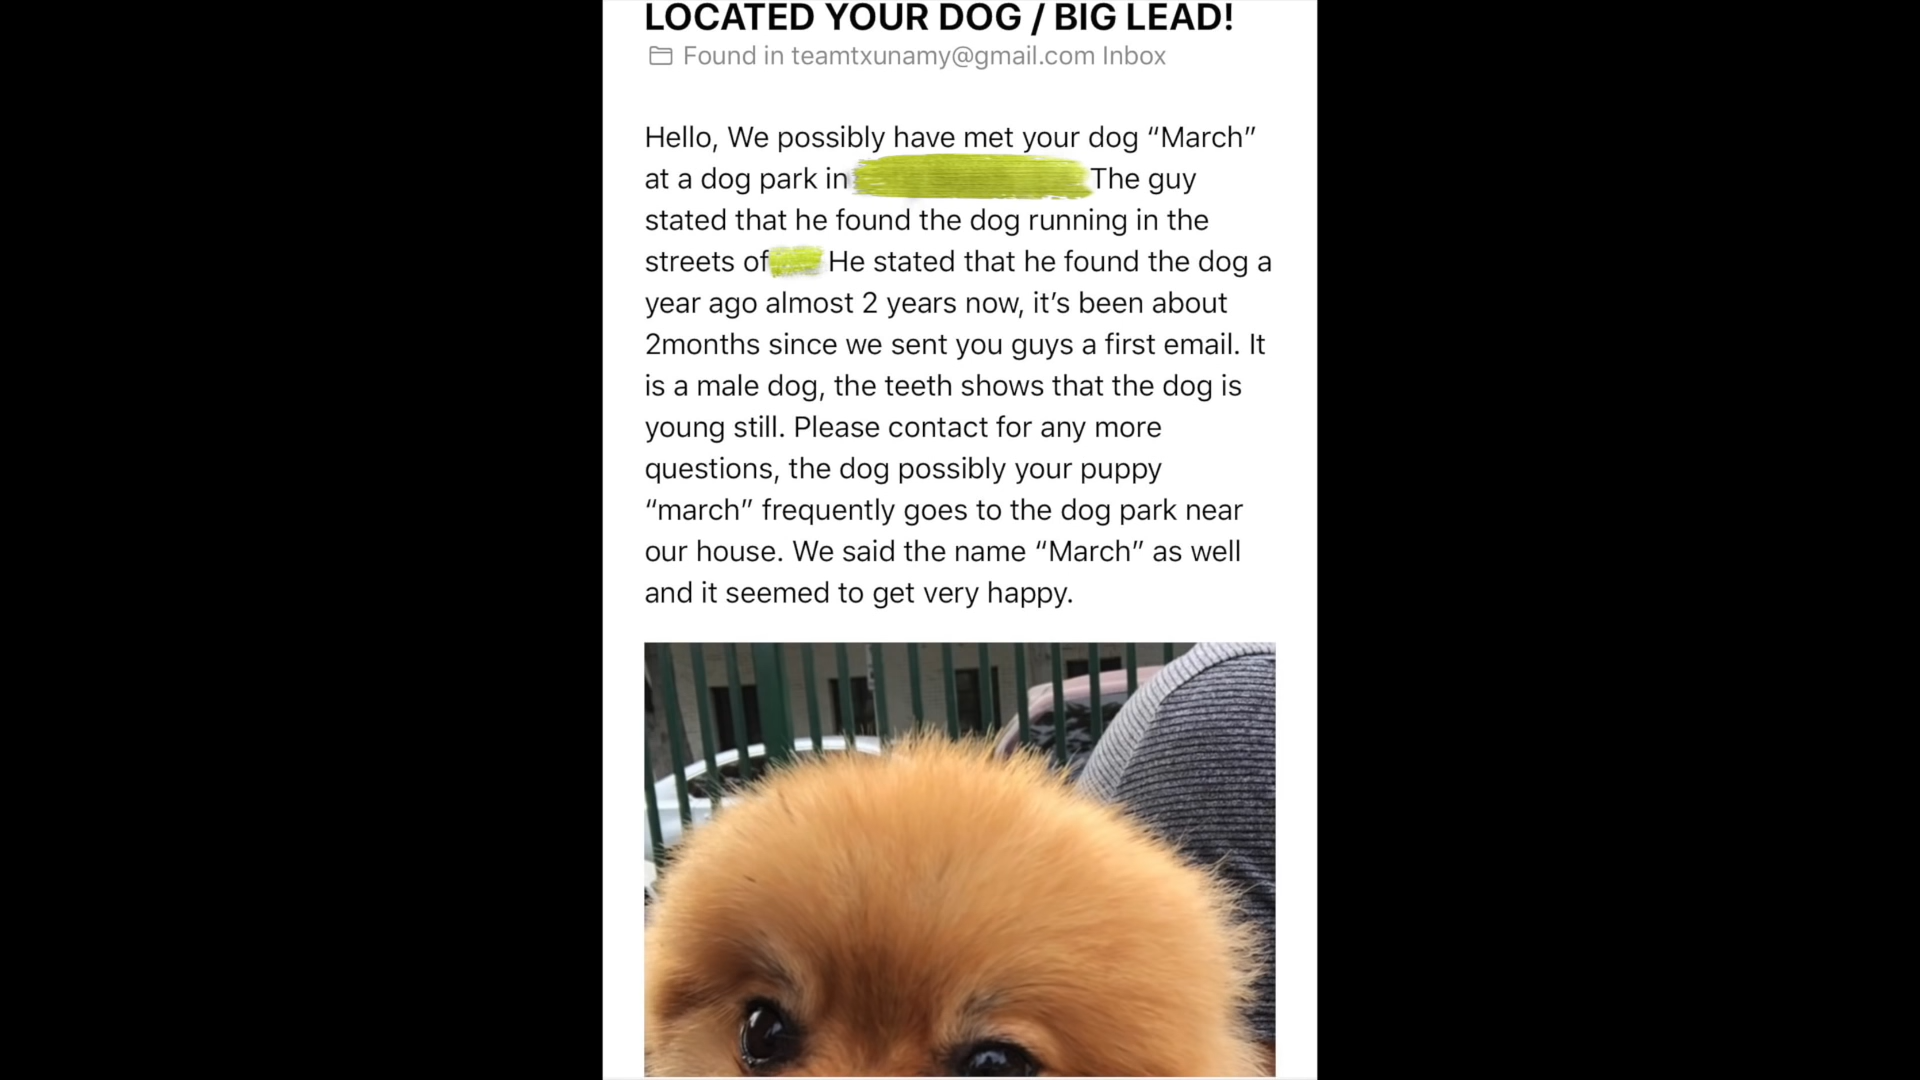 LOCATED YOUR DOG / BIG LEAD!
Found in teamtxunamy@gmail.com Inbox
Hello, We possibly have met your dog “March”
at a dog park in The guy
stated that he found the dog running in the
streets of He stated that he found the dog a
year ago almost 2 years now, it’s been about
2months since we sent you guys a first email. It
is a male dog, the teeth shows that the dog is
young still. Please contact for any more
questions, the dog possibly your puppy
“march” frequently goes to the dog park near
our house. We said the name “March” as well
and it seemed to get very happy.